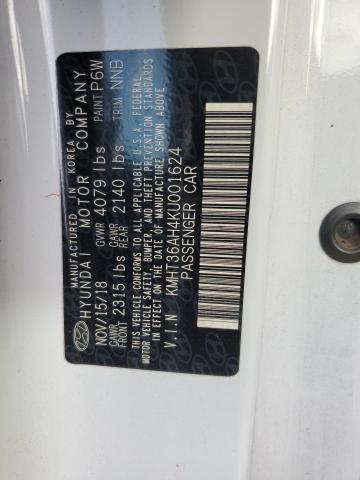 MANUFACTURED IN KOREA BY
HYUNDAI MOTOR COMPANY
NOV/15/18 GVWR 4079 lbs PAINT P6W
GAWR FRONT 2315 lbs GAWR REAR 2140 lbs TRIM NNB
THIS VEHICLE CONFORMS TO ALL APPLICABLE U.S.A. FEDERAL
MOTOR VEHICLE SAFETY, BUMPER, AND THEFT PREVENTION STANDARDS
IN EFFECT ON THE DATE OF MANUFACTURE SHOWN ABOVE
V.I.N KMHT36AH4KU001624
PASSENGER CAR